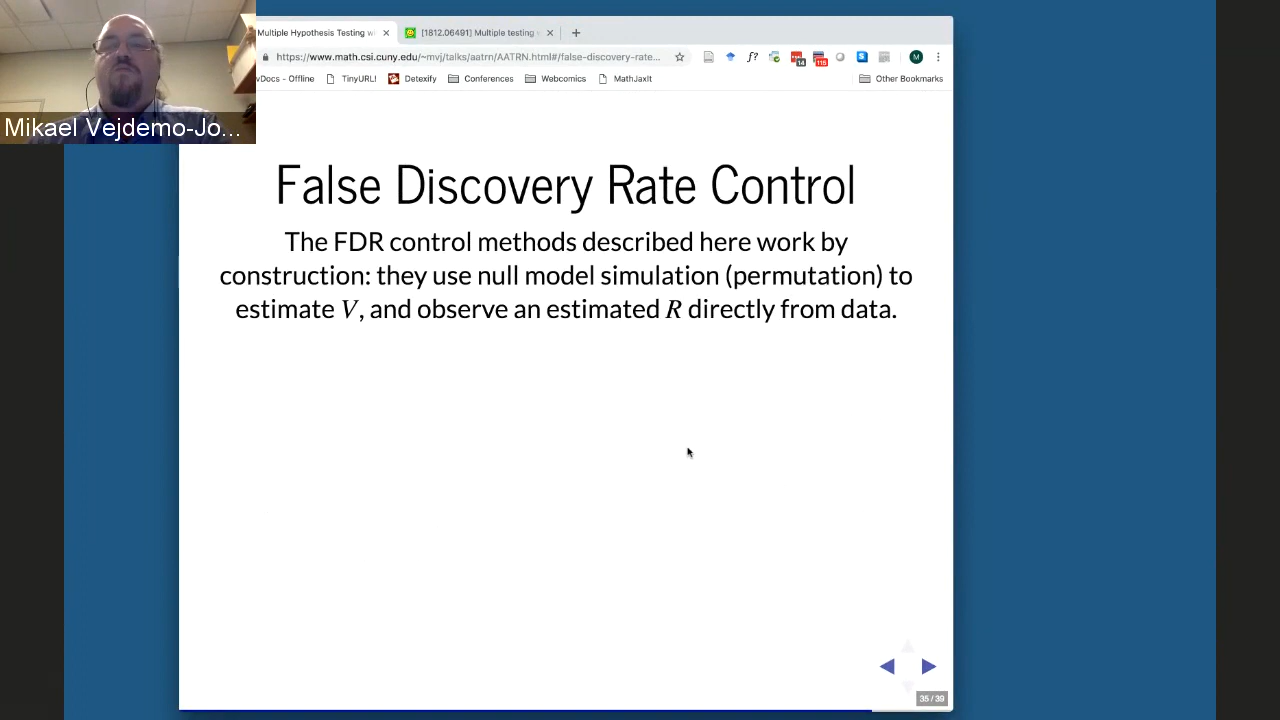 Multiple Hypothesis Testing w
[1812.06491] Multiple testing
https://www.math.csi.cuny.edu/~mvj/talks/aatrn/AATRN.html#/false-discovery-rate...
f?
14
115
S
M
vDocs - Offline
TinyURL!
Detexify
Conferences
Webcomics
MathJaxIt
Other Bookmarks
Mikael Vejdemo-Jo...
False Discovery Rate Control
The FDR control methods described here work by
construction: they use null model simulation (permutation) to
estimate V, and observe an estimated R directly from data.
35 / 39